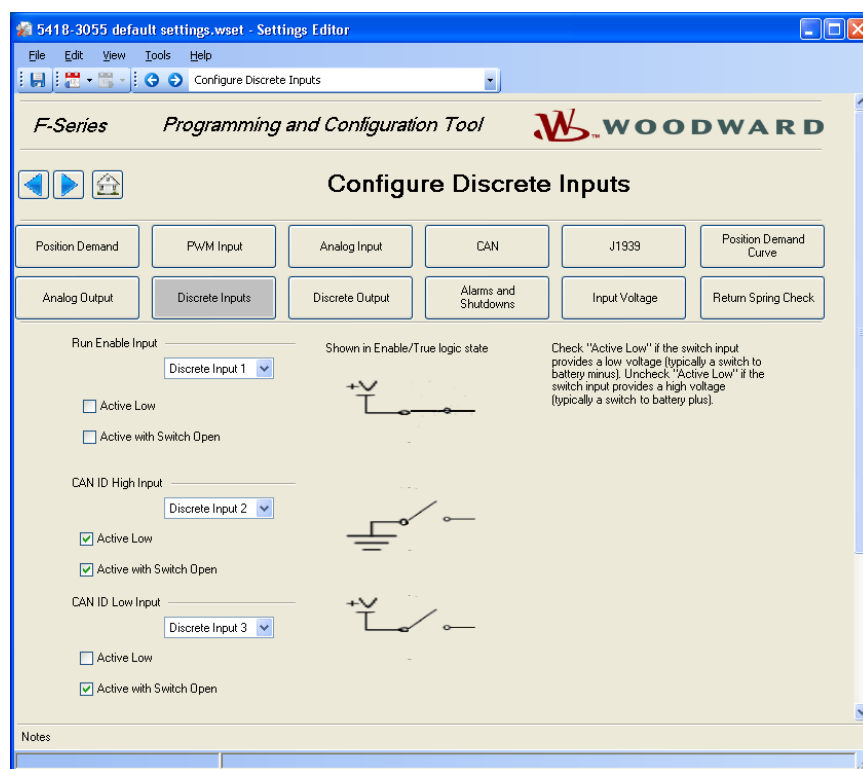 5418-3055 default settings.wset - Settings Editor
File Edit View Tools Help
Configure Discrete Inputs
F-Series Programming and Configuration Tool WOODWARD
Configure Discrete Inputs
Position Demand PWM Input Analog Input CAN J1939 Position Demand Curve
Analog Output Discrete Inputs Discrete Output Alarms and Shutdowns Input Voltage Return Spring Check
Run Enable Input
Discrete Input 1
Active Low
Active with Switch Open
Shown in Enable/True logic state
+V
Check "Active Low" if the switch input
provides a low voltage (typically a switch to
battery minus). Uncheck "Active Low" if the
switch input provides a high voltage
(typically a switch to battery plus).
CAN ID High Input
Discrete Input 2
Active Low
Active with Switch Open
CAN ID Low Input
Discrete Input 3
+V
Active Low
Active with Switch Open
Notes